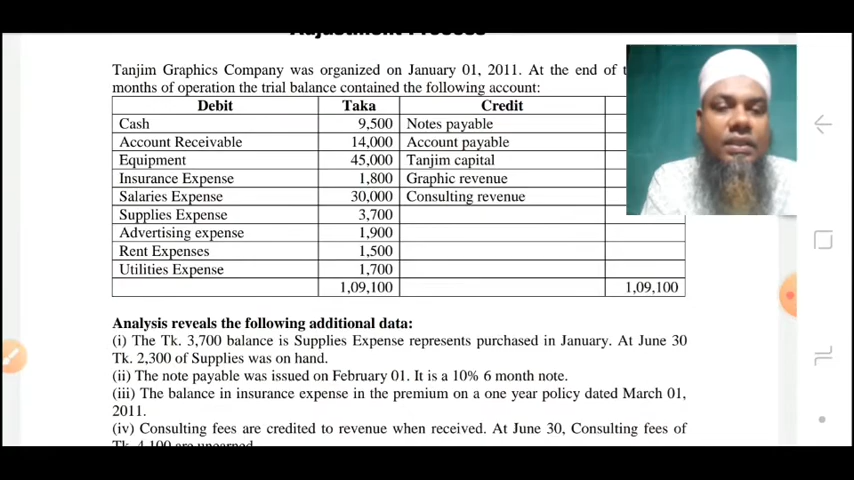 Adjustment Process
Tanjim Graphics Company was organized on January 01, 2011. At the end of
months of operation the trial balance contained the following account:
Debit Taka Credit
Cash 9,500 Notes payable
Account Receivable 14,000 Account payable
Equipment 45,000 Tanjim capital
Insurance Expense 1,800 Graphic revenue
Salaries Expense 30,000 Consulting revenue
Supplies Expense 3,700
Advertising expense 1,900
Rent Expenses 1,500
Utilities Expense 1,700
1,09,100 1,09,100
Analysis reveals the following additional data:
(i) The Tk. 3,700 balance is Supplies Expense represents purchased in January. At June 30
Tk. 2,300 of Supplies was on hand.
(ii) The note payable was issued on February 01. It is a 10% 6 month note.
(iii) The balance in insurance expense in the premium on a one year policy dated March 01,
2011.
(iv) Consulting fees are credited to revenue when received. At June 30, Consulting fees of
Tk. 4,100 are unearned.